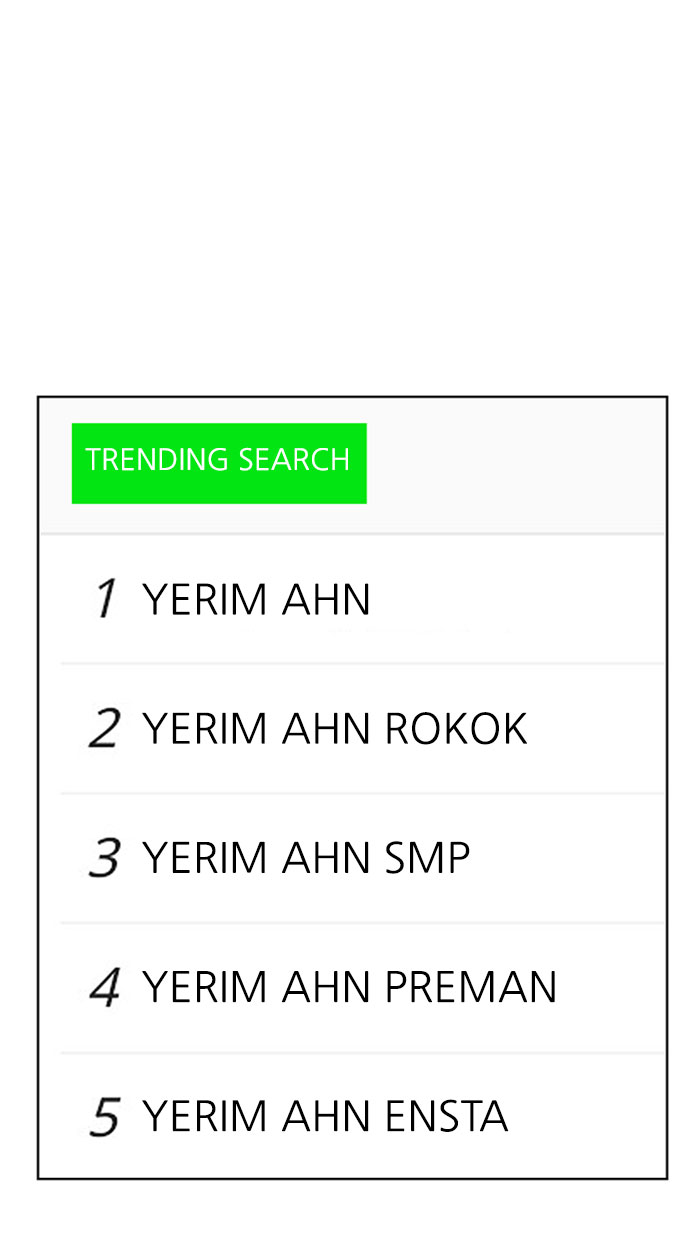 TRENDING SEARCH
1 YERIM AHN
2 YERIM AHN ROKOK
3 YERIM AHN SMP
4 YERIM AHN PREMAN
5 YERIM AHN ENSTA